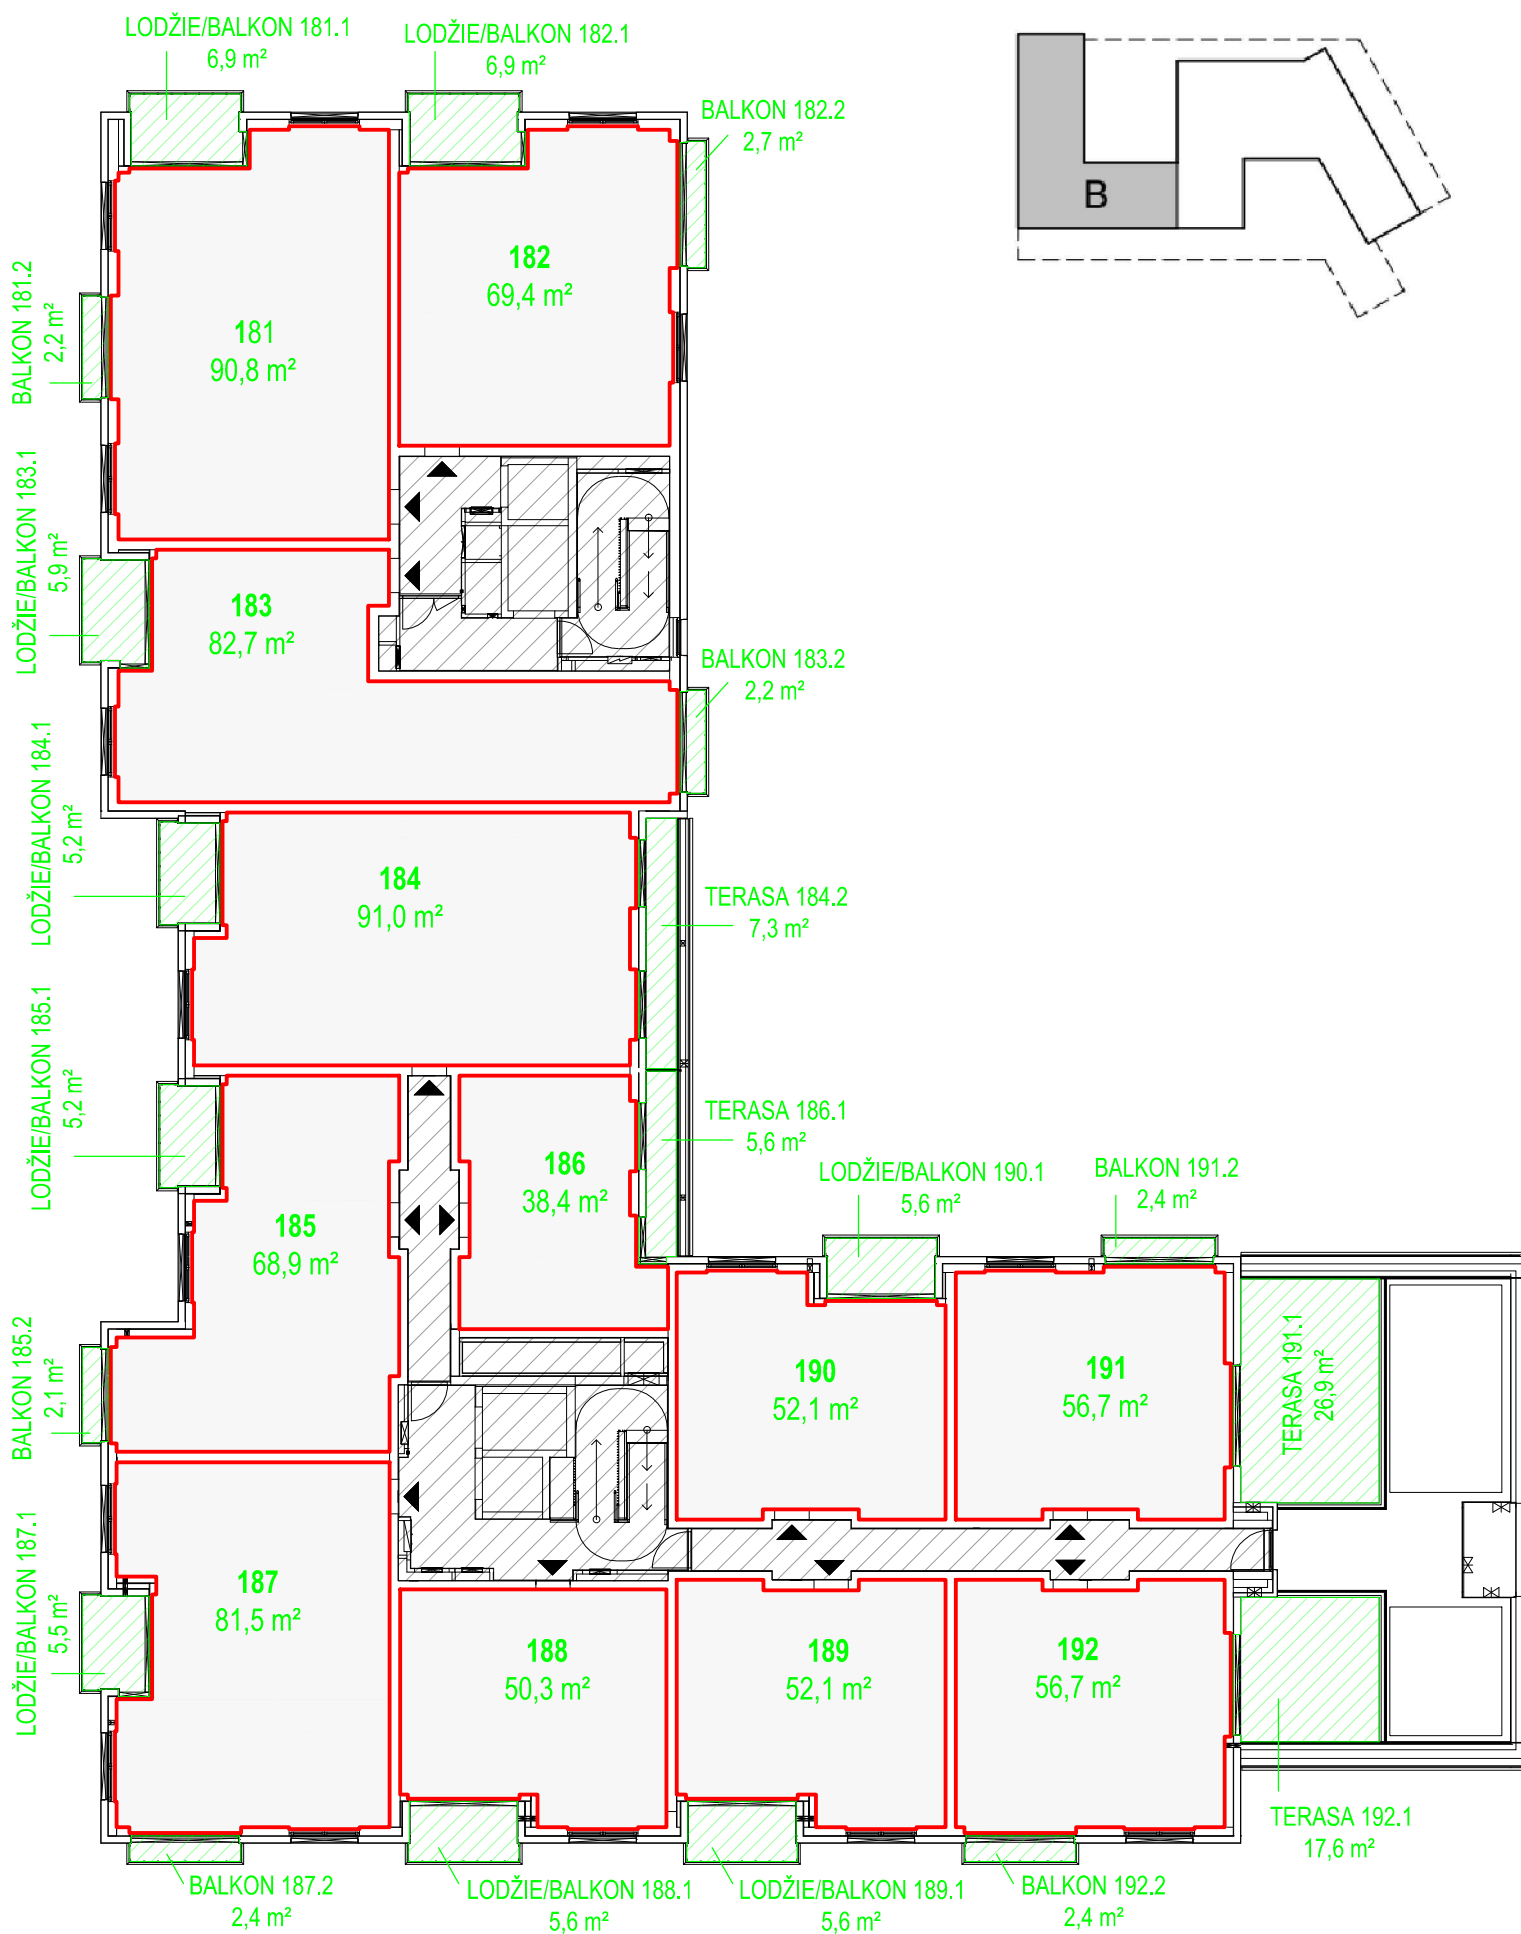 LODŽIE/BALKON 181.1
6,9 m²
LODŽIE/BALKON 182.1
6,9 m²
BALKON 182.2
2,7 m²
B
182
69,4 m²
BALKON 181.2
2,2 m²
181
90,8 m²
LODŽIE/BALKON 183.1
5,9 m²
183
82,7 m²
BALKON 183.2
2,2 m²
LODŽIE/BALKON 184.1
5,2 m²
184
91,0 m²
TERASA 184.2
7,3 m²
LODŽIE/BALKON 185.1
5,2 m²
TERASA 186.1
5,6 m²
186
38,4 m²
LODŽIE/BALKON 190.1
5,6 m²
BALKON 191.2
2,4 m²
185
68,9 m²
BALKON 185.2
2,1 m²
190
52,1 m²
191
56,7 m²
TERASA 191.1
26,9 m²
LODŽIE/BALKON 187.1
5,5 m²
187
81,5 m²
188
50,3 m²
189
52,1 m²
192
56,7 m²
TERASA 192.1
17,6 m²
BALKON 187.2
2,4 m²
LODŽIE/BALKON 188.1
5,6 m²
LODŽIE/BALKON 189.1
5,6 m²
BALKON 192.2
2,4 m²